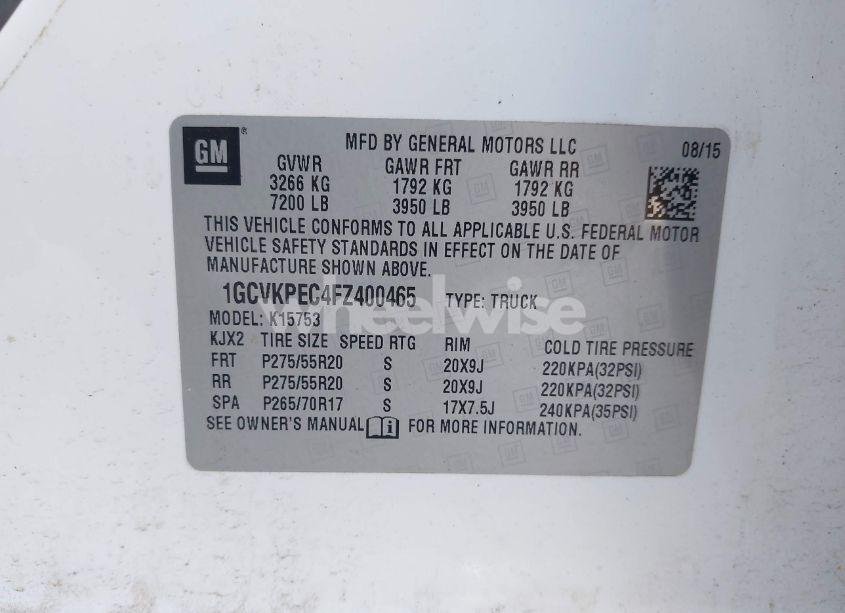 GM
MFD BY GENERAL MOTORS LLC 08/15
GVWR GAWR FRT GAWR RR
3266 KG 1792 KG 1792 KG
7200 LB 3950 LB 3950 LB
THIS VEHICLE CONFORMS TO ALL APPLICABLE U.S. FEDERAL MOTOR
VEHICLE SAFETY STANDARDS IN EFFECT ON THE DATE OF
MANUFACTURE SHOWN ABOVE.
1GCVKPEC4FZ400465 TYPE: TRUCK
wheelwise
MODEL: K15753
KJX2 TIRE SIZE SPEED RTG RIM COLD TIRE PRESSURE
FRT P275/55R20 S 20X9J 220KPA(32PSI)
RR P275/55R20 S 20X9J 220KPA(32PSI)
SPA P265/70R17 S 17X7.5J 240KPA(35PSI)
SEE OWNER'S MANUAL i FOR MORE INFORMATION.